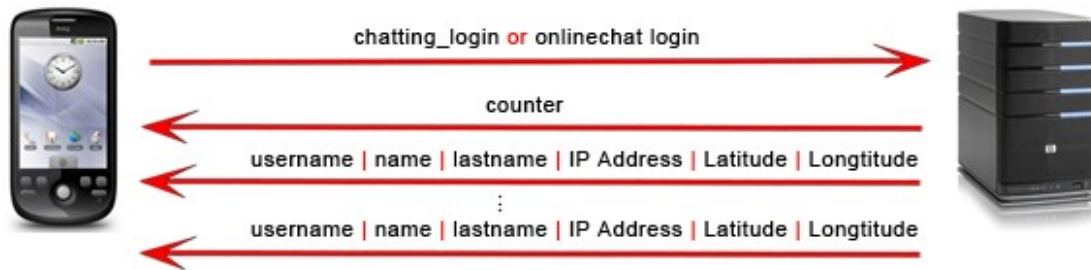 chatting_login or onlinechat login
counter
username | name | lastname | IP Address | Latitude | Longtitude
⋮
username | name | lastname | IP Address | Latitude | Longtitude